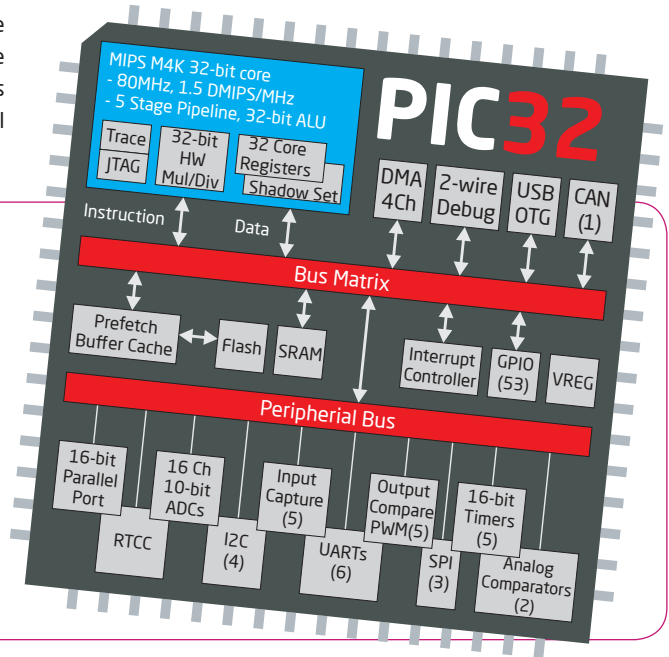 e
e
s
l
MIPS M4K 32-bit core
- 80MHz, 1.5 DMIPS/MHz
- 5 Stage Pipeline, 32-bit ALU
Trace
JTAG
32-bit
HW
Mul/Div
32 Core
Registers
Shadow Set
PIC32
DMA
4Ch
2-wire
Debug
USB
OTG
CAN
(1)
Instruction
Data
Bus Matrix
Prefetch
Buffer Cache
Flash
SRAM
Interrupt
Controller
GPIO
(53)
VREG
Peripherial Bus
16-bit
Parallel
Port
RTCC
16 Ch
10-bit
ADCs
I2C
(4)
Input
Capture
(5)
UARTs
(6)
Output
Compare
PWM(5)
SPI
(3)
16-bit
Timers
(5)
Analog
Comparators
(2)